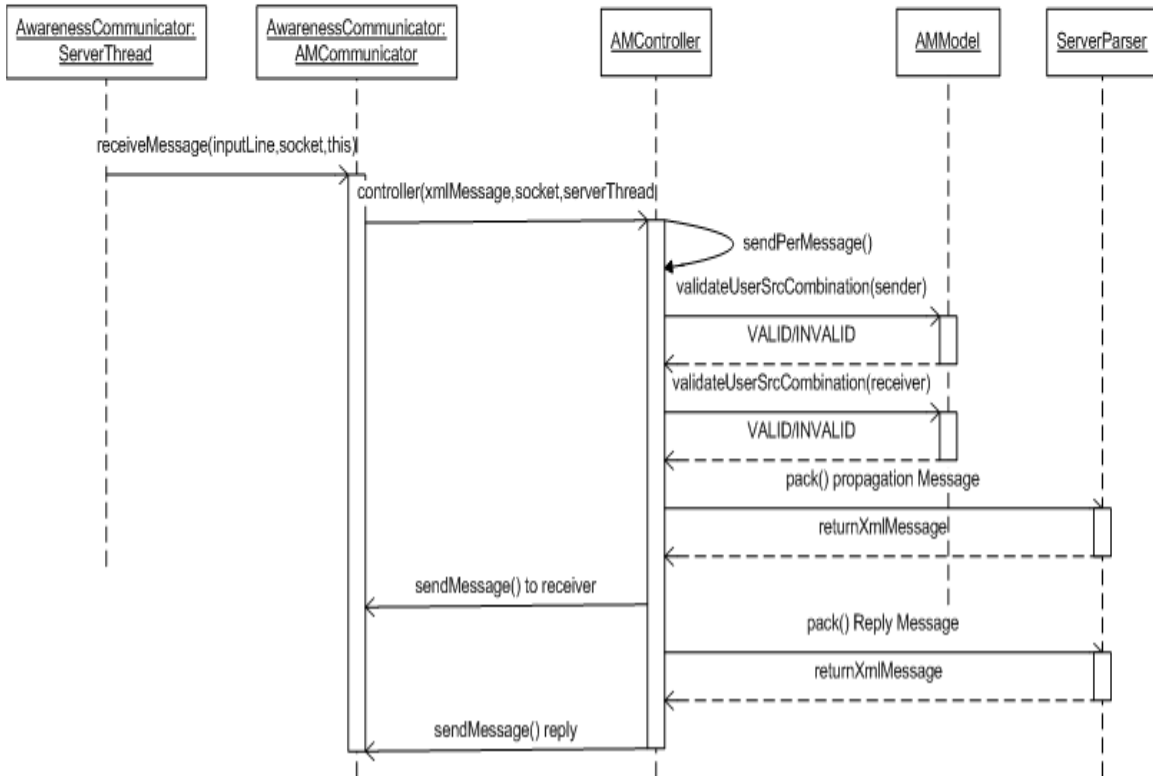 AwarenessCommunicator:
ServerThread
AwarenessCommunicator:
AMCommunicator
AMController
AMModel
ServerParser
receiveMessage(inputLine,socket,this)
controller(xmlMessage,socket,serverThread
sendPerMessage()
validateUserSrcCombination(sender)
VALID/INVALID
validateUserSrcCombination(receiver)
VALID/INVALID
pack() propagation Message
returnXmlMessage
sendMessage() to receiver
pack() Reply Message
returnXmlMessage
sendMessage() reply